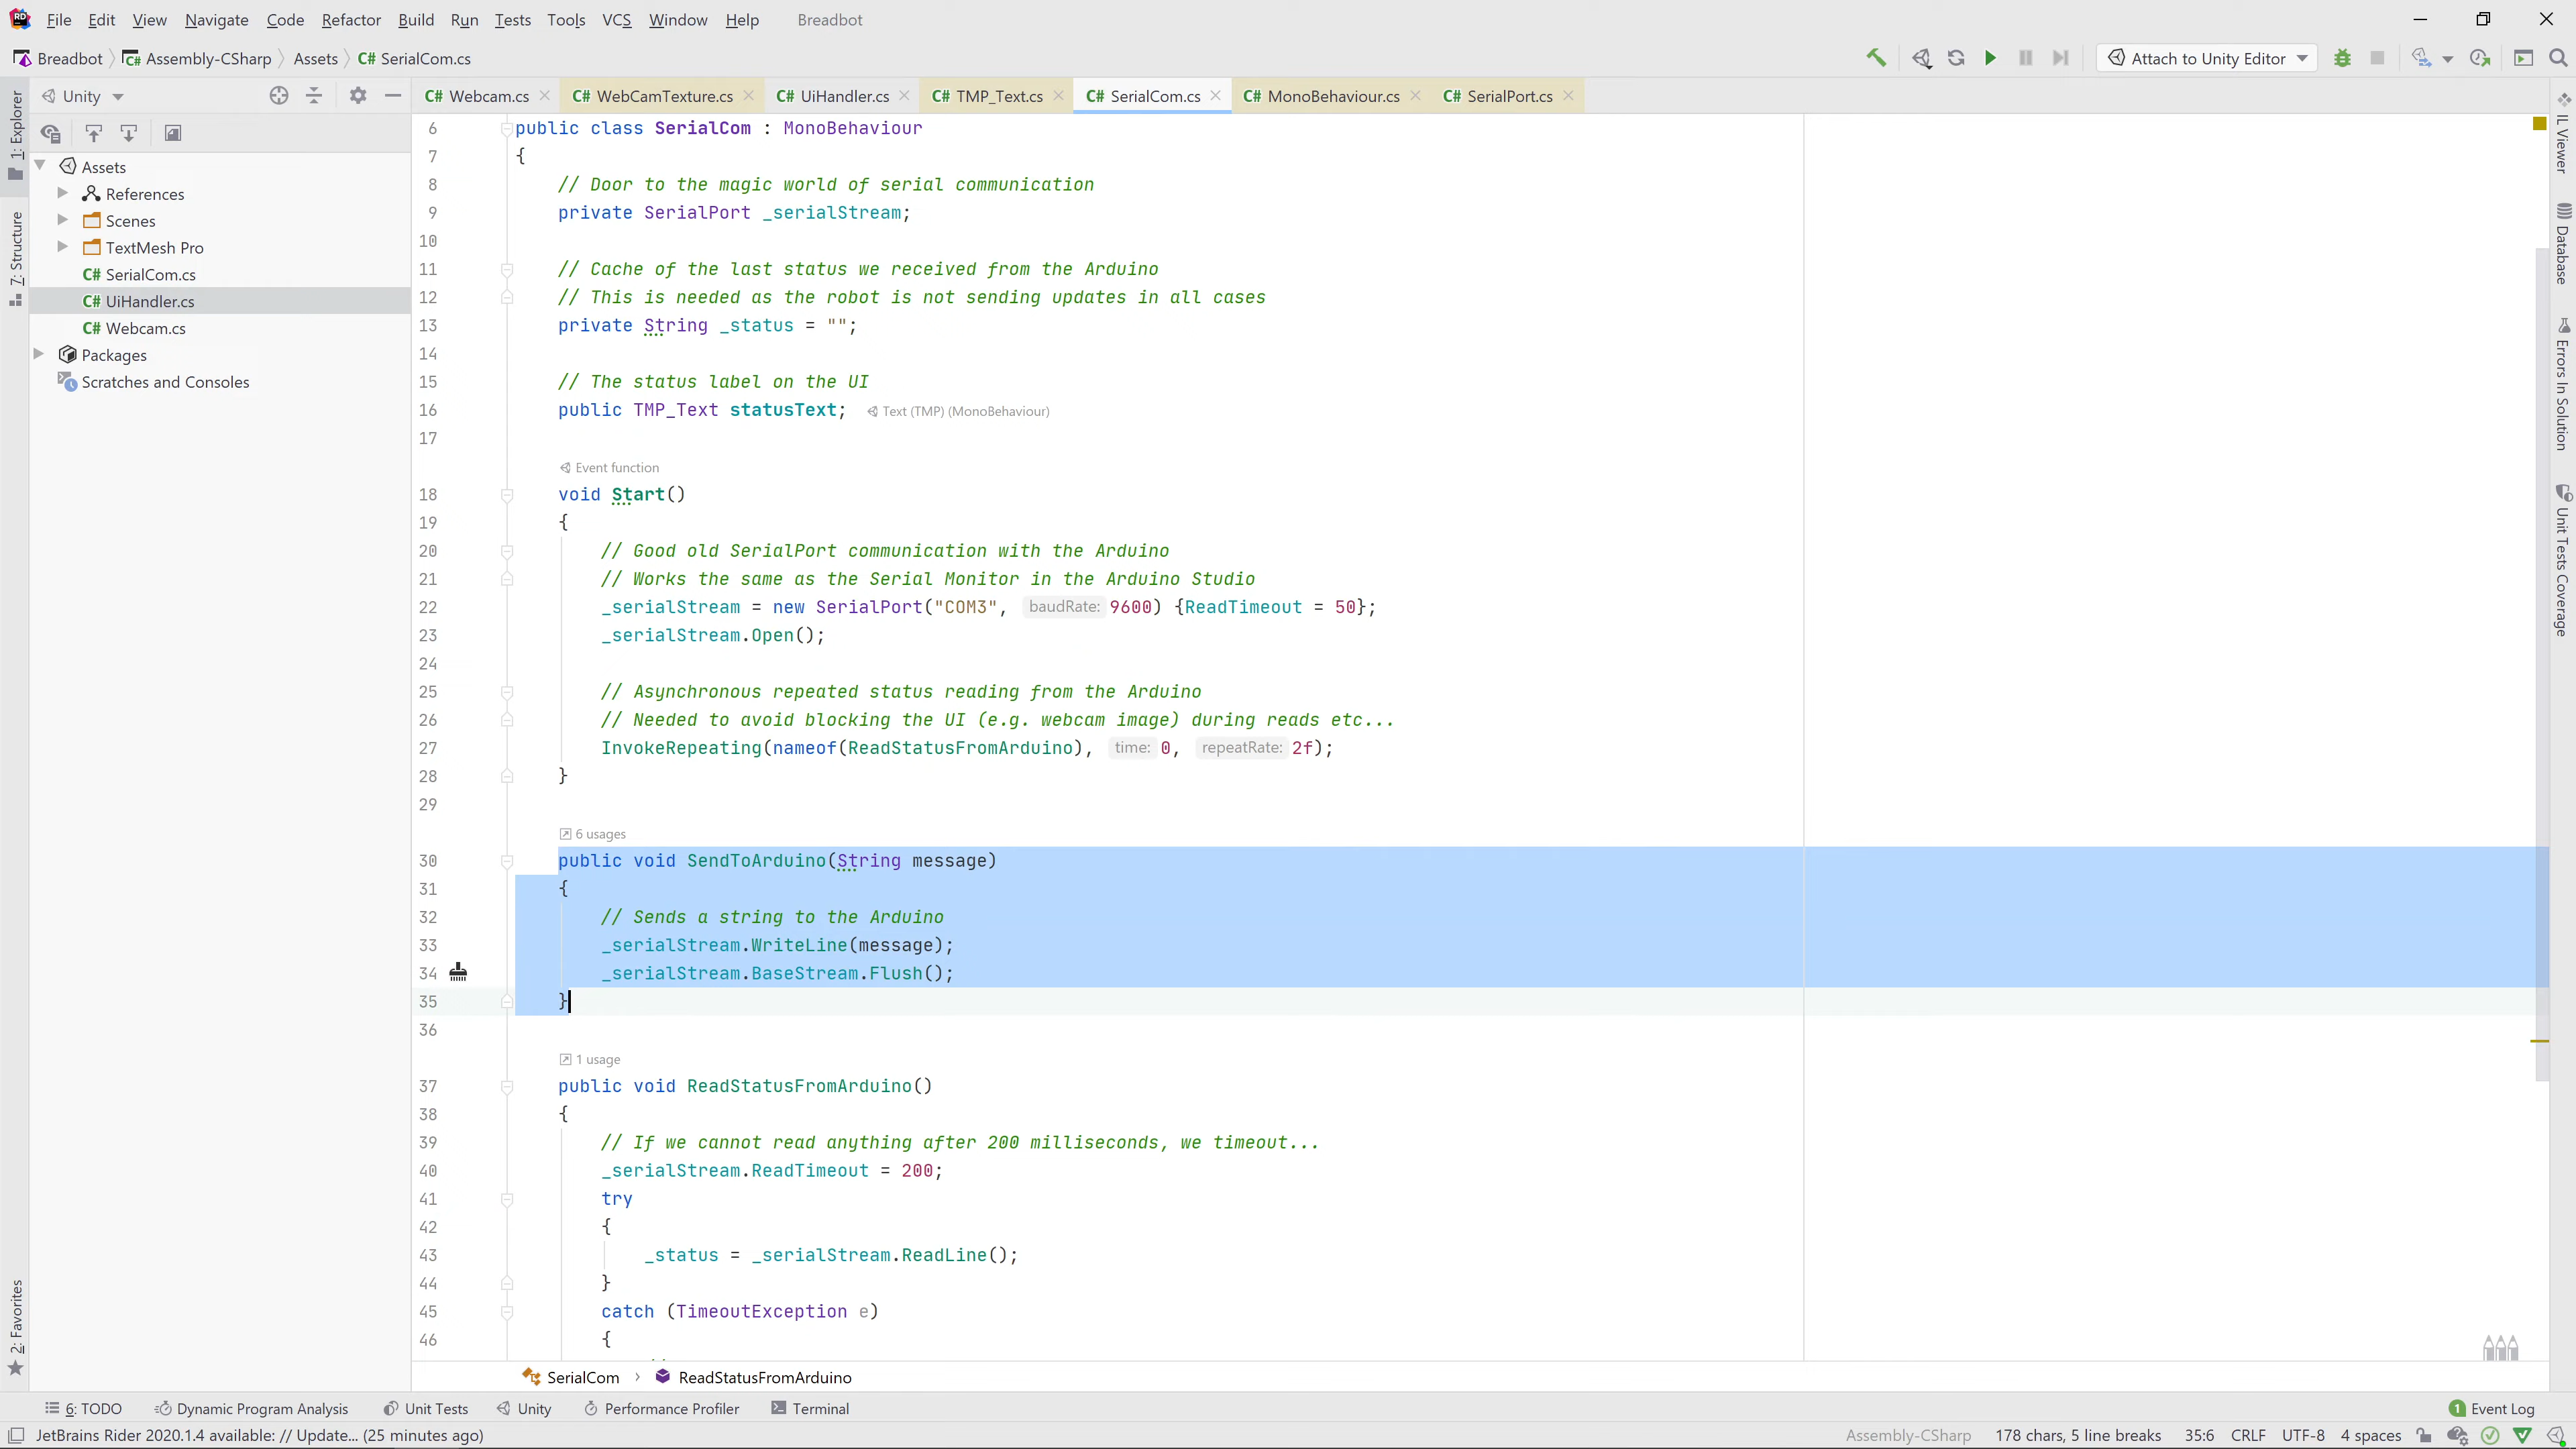 File Edit View Navigate Code Refactor Build Run Tests Tools VCS Window Help Breadbot
Breadbot Assembly-CSharp Assets C# SerialCom.cs Attach to Unity Editor
Unity C# Webcam.cs C# WebCamTexture.cs C# UiHandler.cs C# TMP_Text.cs C# SerialCom.cs C# MonoBehaviour.cs C# SerialPort.cs
1: Explorer
7: Structure
2: Favorites
Assets
References
Scenes
TextMesh Pro
C# SerialCom.cs
C# UiHandler.cs
C# Webcam.cs
Packages
Scratches and Consoles
6 public class SerialCom : MonoBehaviour
7 {
8 // Door to the magic world of serial communication
9 private SerialPort _serialStream;
10
11 // Cache of the last status we received from the Arduino
12 // This is needed as the robot is not sending updates in all cases
13 private String _status = "";
14
15 // The status label on the UI
16 public TMP_Text statusText; Text (TMP) (MonoBehaviour)
17
Event function
18 void Start()
19 {
20 // Good old SerialPort communication with the Arduino
21 // Works the same as the Serial Monitor in the Arduino Studio
22 _serialStream = new SerialPort("COM3", baudRate: 9600) {ReadTimeout = 50};
23 _serialStream.Open();
24
25 // Asynchronous repeated status reading from the Arduino
26 // Needed to avoid blocking the UI (e.g. webcam image) during reads etc...
27 InvokeRepeating(nameof(ReadStatusFromArduino), time: 0, repeatRate: 2f);
28 }
29
6 usages
30 public void SendToArduino(String message)
31 {
32 // Sends a string to the Arduino
33 _serialStream.WriteLine(message);
34 _serialStream.BaseStream.Flush();
35 }
36
1 usage
37 public void ReadStatusFromArduino()
38 {
39 // If we cannot read anything after 200 milliseconds, we timeout...
40 _serialStream.ReadTimeout = 200;
41 try
42 {
43 _status = _serialStream.ReadLine();
44 }
45 catch (TimeoutException e)
46 {
SerialCom › ReadStatusFromArduino
IL Viewer
Database
Errors In Solution
Unit Tests Coverage
6: TODO Dynamic Program Analysis Unit Tests Unity Performance Profiler Terminal 1 Event Log
JetBrains Rider 2020.1.4 available: // Update... (25 minutes ago) Assembly-CSharp 178 chars, 5 line breaks 35:6 CRLF UTF-8 4 spaces